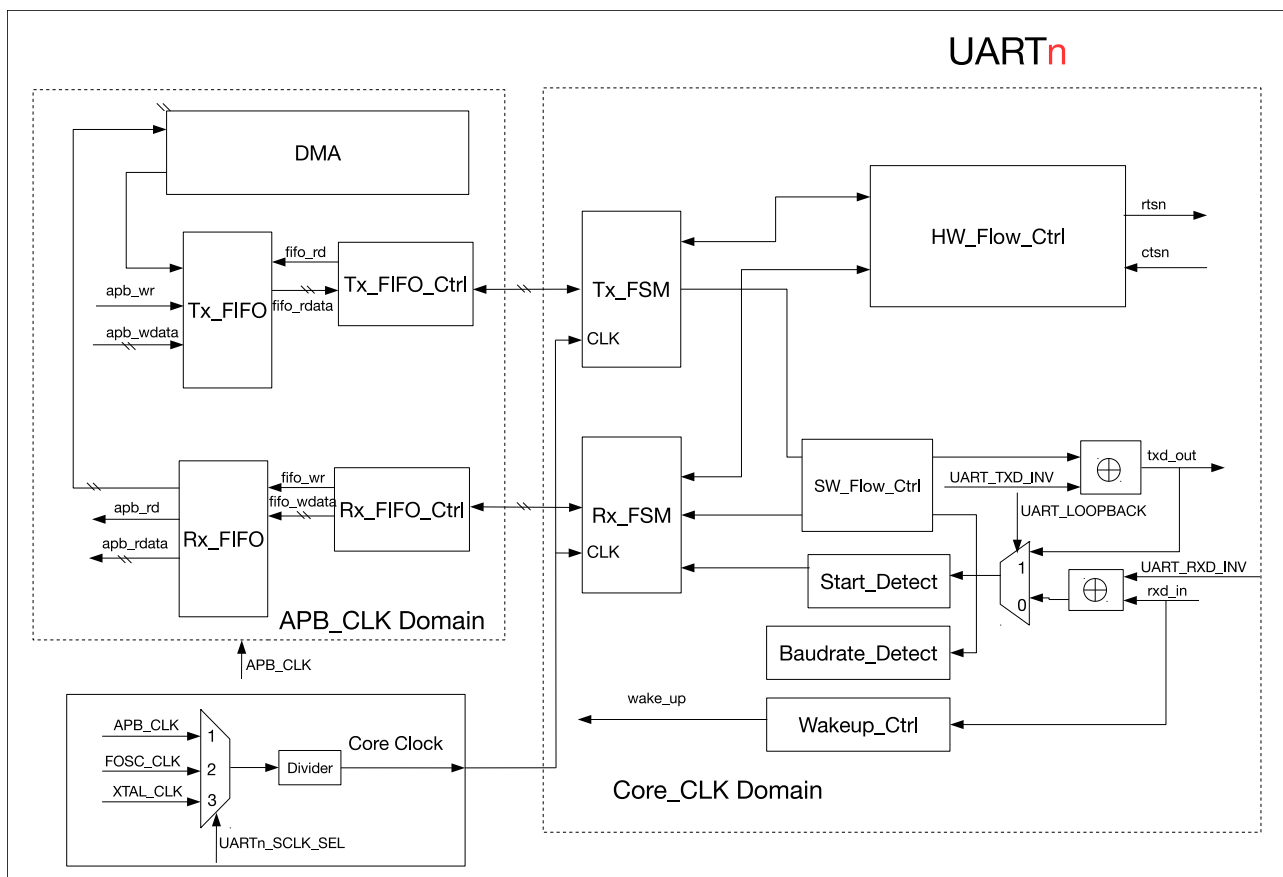 UARTn
DMA
fifo_rd
Tx_FIFO_Ctrl
apb_wr
Tx_FIFO
fifo_rdata
apb_wdata
Tx_FSM
CLK
HW_Flow_Ctrl
rtsn
ctsn
fifo_wr
fifo_wdata
Rx_FIFO_Ctrl
apb_rd
Rx_FIFO
apb_rdata
APB_CLK Domain
APB_CLK
Rx_FSM
CLK
SW_Flow_Ctrl
UART_TXD_INV
txd_out
UART_LOOPBACK
1
0
UART_RXD_INV
rxd_in
Start_Detect
Baudrate_Detect
wake_up
Wakeup_Ctrl
Core_CLK Domain
APB_CLK
1
FOSC_CLK
2
XTAL_CLK
3
Divider
Core Clock
UARTn_SCLK_SEL